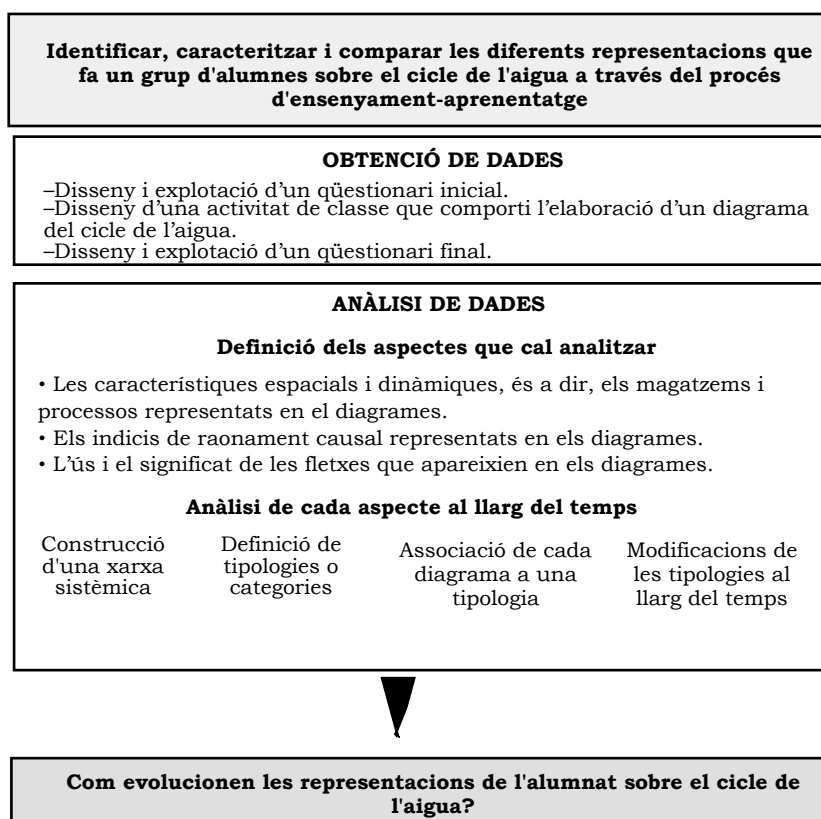 Identificar, caracteritzar i comparar les diferents representacions que
fa un grup d'alumnes sobre el cicle de l'aigua a través del procés
d'ensenyament-aprenentatge
OBTENCIÓ DE DADES
–Disseny i explotació d'un qüestionari inicial.
–Disseny d'una activitat de classe que comporti l'elaboració d'un diagrama
del cicle de l'aigua.
–Disseny i explotació d'un qüestionari final.
ANÀLISI DE DADES
Definició dels aspectes que cal analitzar
• Les característiques espacials i dinàmiques, és a dir, els magatzems i
processos representats en el diagrames.
• Els indicis de raonament causal representats en els diagrames.
• L'ús i el significat de les fletxes que apareixien en els diagrames.
Anàlisi de cada aspecte al llarg del temps
Construcció
d'una xarxa
sistèmica
Definició de
tipologies o
categories
Associació de cada
diagrama a una
tipologia
Modificacions de
les tipologies al
llarg del temps
Com evolucionen les representacions de l'alumnat sobre el cicle de
l'aigua?